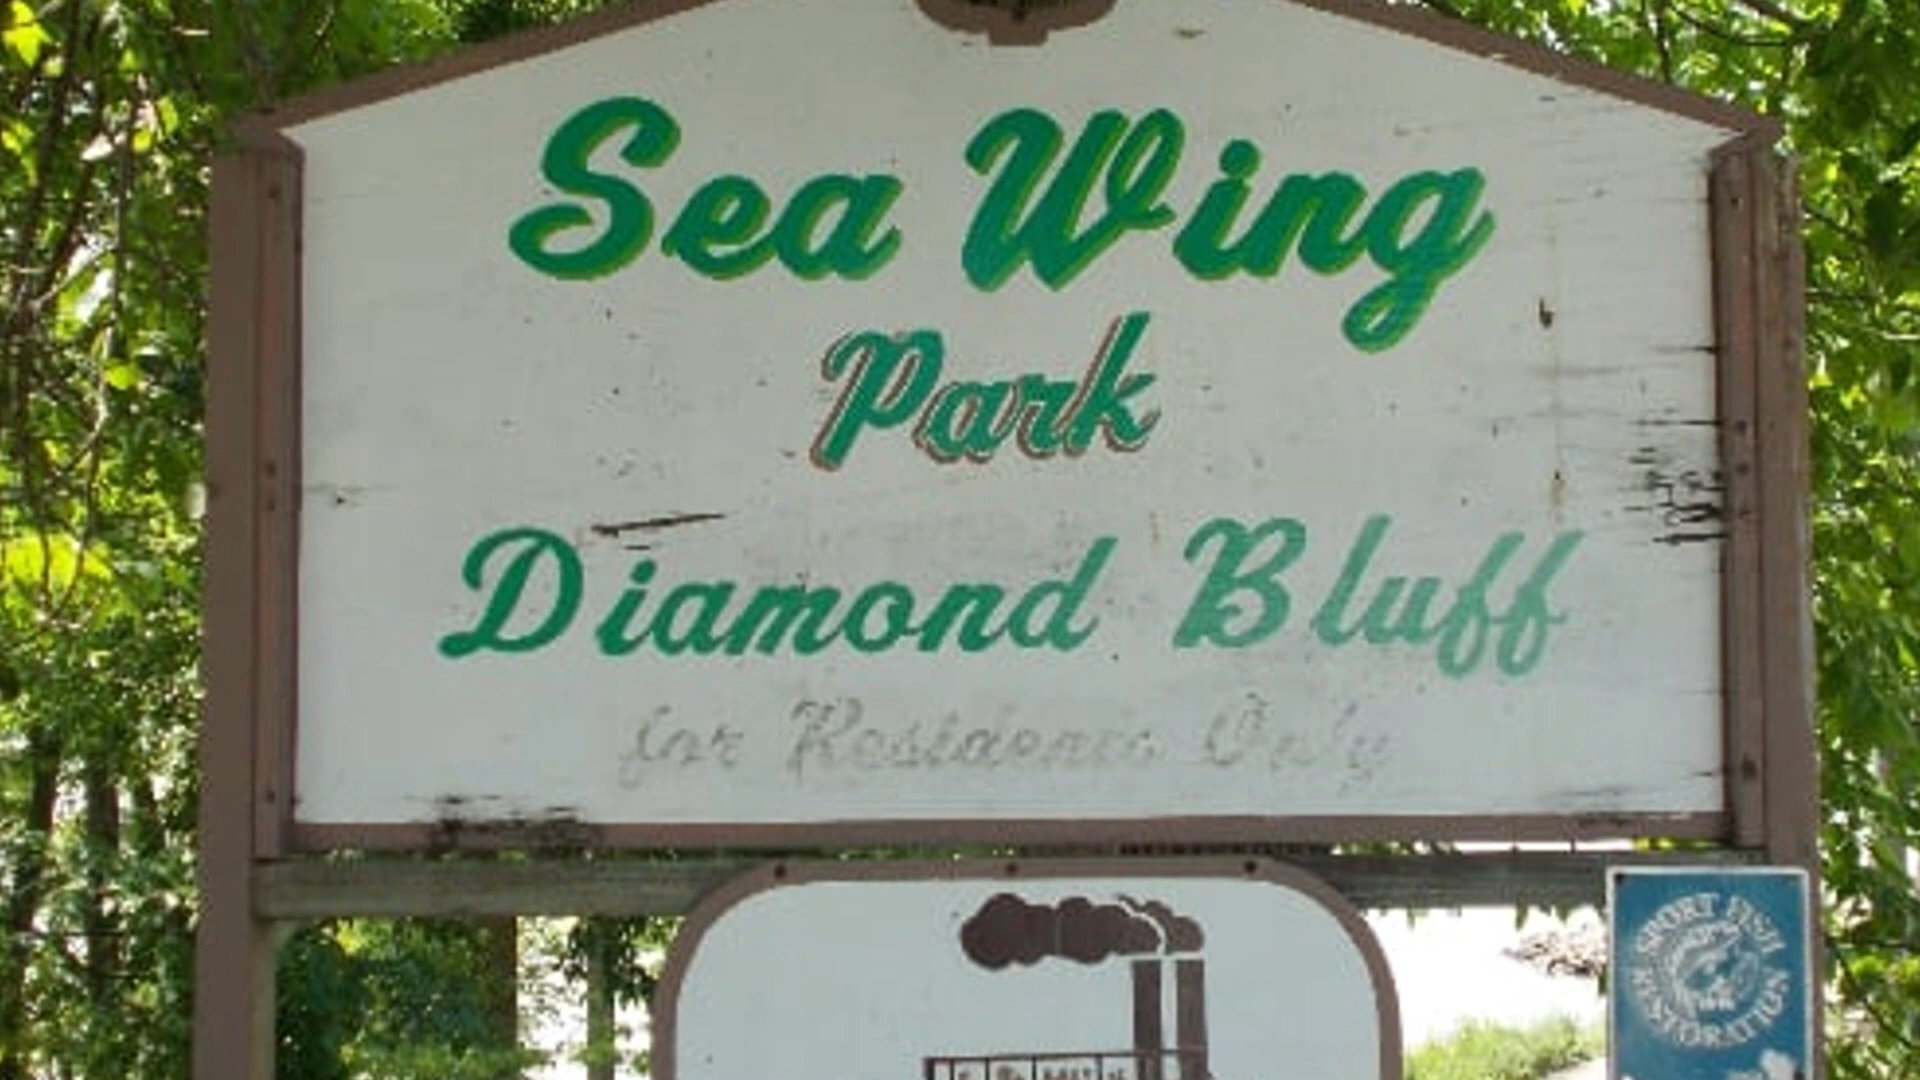 Sea Wing
Park
Diamond Bluff
for Residents Only
SPORT FISH
RESTORATION